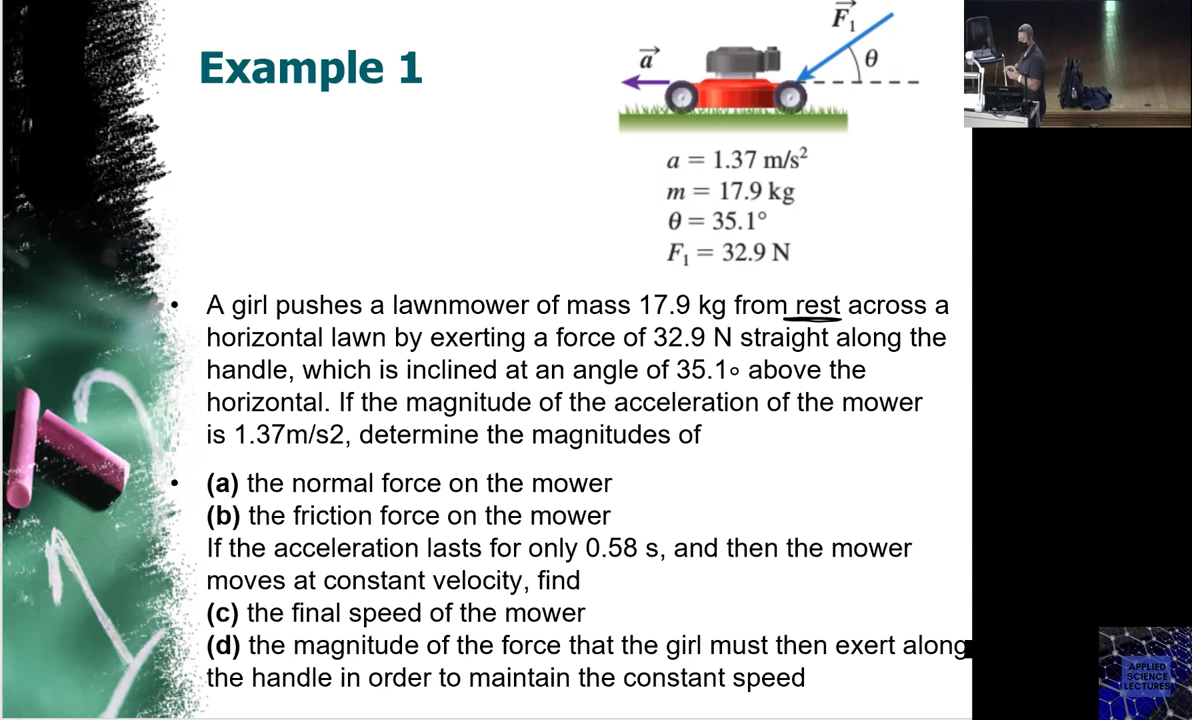 Example 1
F₁
a
θ
a = 1.37 m/s²
m = 17.9 kg
θ = 35.1°
F₁ = 32.9 N
• A girl pushes a lawnmower of mass 17.9 kg from rest across a
horizontal lawn by exerting a force of 32.9 N straight along the
handle, which is inclined at an angle of 35.1∘ above the
horizontal. If the magnitude of the acceleration of the mower
is 1.37m/s2, determine the magnitudes of
• (a) the normal force on the mower
(b) the friction force on the mower
If the acceleration lasts for only 0.58 s, and then the mower
moves at constant velocity, find
(c) the final speed of the mower
(d) the magnitude of the force that the girl must then exert along
the handle in order to maintain the constant speed
APPLIED
SCIENCE
LECTURES